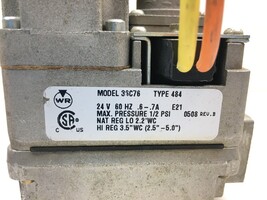 MODEL 36C76 TYPE 484
24 V 60 HZ .6-.7A E21
MAX. PRESSURE 1/2 PSI
NAT REG LO 2.2"WC 0508 REV.B
HI REG 3.5"WC (2.5"-5.0")
WR
C US